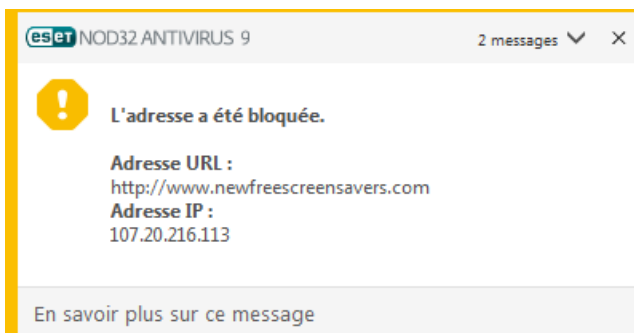 eset NOD32 ANTIVIRUS 9 2 messages
L'adresse a été bloquée.
Adresse URL :
http://www.newfreescreensavers.com
Adresse IP :
107.20.216.113
En savoir plus sur ce message